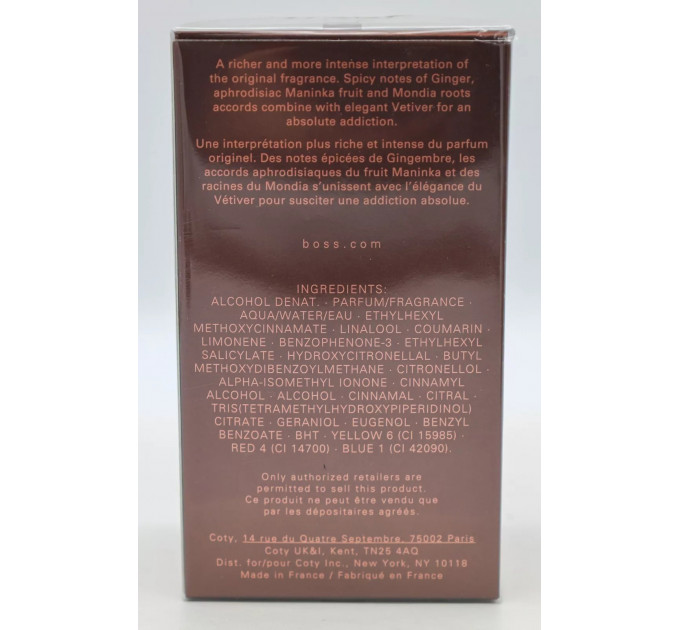 A richer and more intense interpretation of
the original fragrance. Spicy notes of Ginger,
aphrodisiac Maninka fruit and Mondia roots
accords combine with elegant Vetiver for an
absolute addiction.
Une interprétation plus riche et intense du parfum
originel. Des notes épicées de Gingembre, les
accords aphrodisiaques du fruit Maninka et des
racines du Mondia s'unissent avec l'élégance du
Vétiver pour susciter une addiction absolue.
boss.com
INGREDIENTS:
ALCOHOL DENAT. · PARFUM/FRAGRANCE ·
AQUA/WATER/EAU · ETHYLHEXYL
METHOXYCINNAMATE · LINALOOL · COUMARIN ·
LIMONENE · BENZOPHENONE-3 · ETHYLHEXYL
SALICYLATE · HYDROXYCITRONELLAL · BUTYL
METHOXYDIBENZOYLMETHANE · CITRONELLOL ·
ALPHA-ISOMETHYL IONONE · CINNAMYL
ALCOHOL · ALCOHOL · CINNAMAL · CITRAL ·
TRIS(TETRAMETHYLHYDROXYPIPERIDINOL)
CITRATE · GERANIOL · EUGENOL · BENZYL
BENZOATE · BHT · YELLOW 6 (CI 15985) ·
RED 4 (CI 14700) · BLUE 1 (CI 42090).
Only authorized retailers are
permitted to sell this product.
Ce produit ne peut être vendu que
par les dépositaires agréés.
Coty, 14 rue du Quatre Septembre, 75002 Paris
Coty UK&I, Kent, TN25 4AQ
Dist. for/pour Coty Inc., New York, NY 10118
Made in France / Fabriqué en France